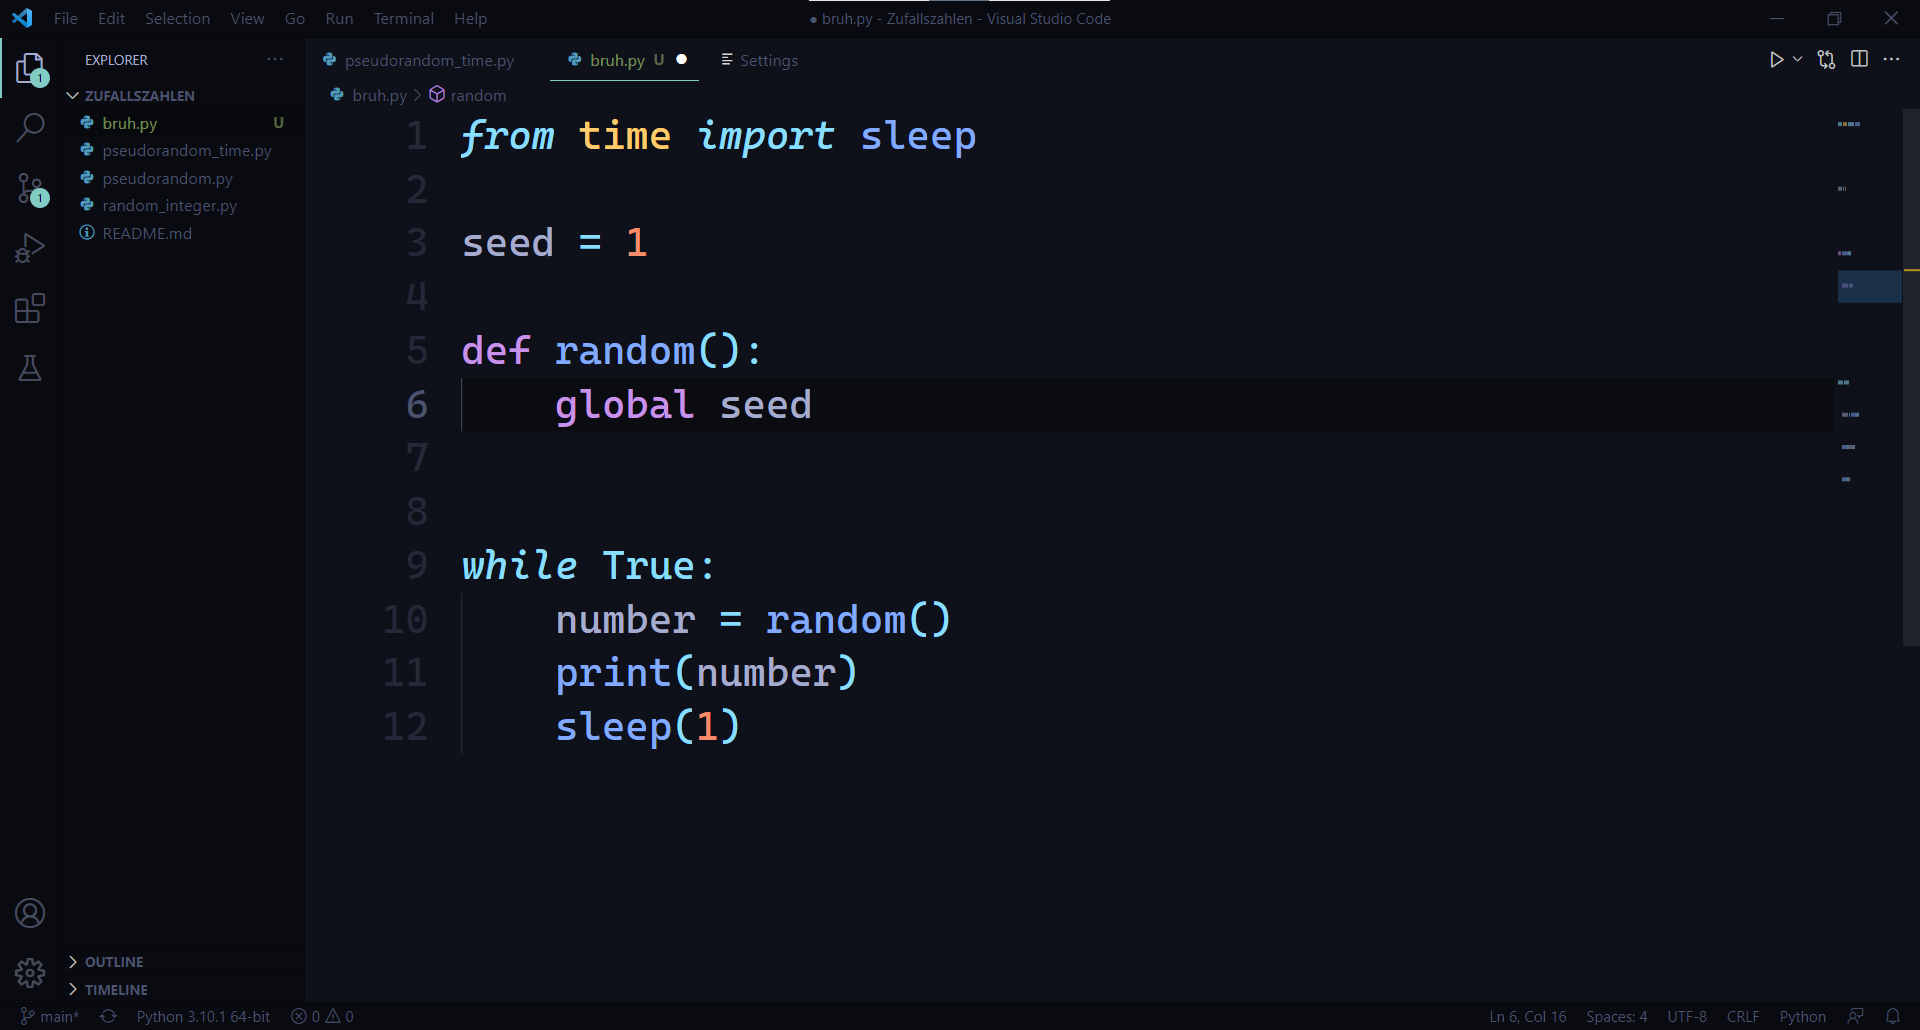 File Edit Selection View Go Run Terminal Help
● bruh.py - Zufallszahlen - Visual Studio Code
EXPLORER
ZUFALLSZAHLEN
bruh.py U
pseudorandom_time.py
pseudorandom.py
random_integer.py
README.md
OUTLINE
TIMELINE
1
1
pseudorandom_time.py bruh.py U Settings
bruh.py > random
1 from time import sleep
2
3 seed = 1
4
5 def random():
6     global seed
7
8
9 while True:
10     number = random()
11     print(number)
12     sleep(1)
main* Python 3.10.1 64-bit 0 0 Ln 6, Col 16 Spaces: 4 UTF-8 CRLF Python